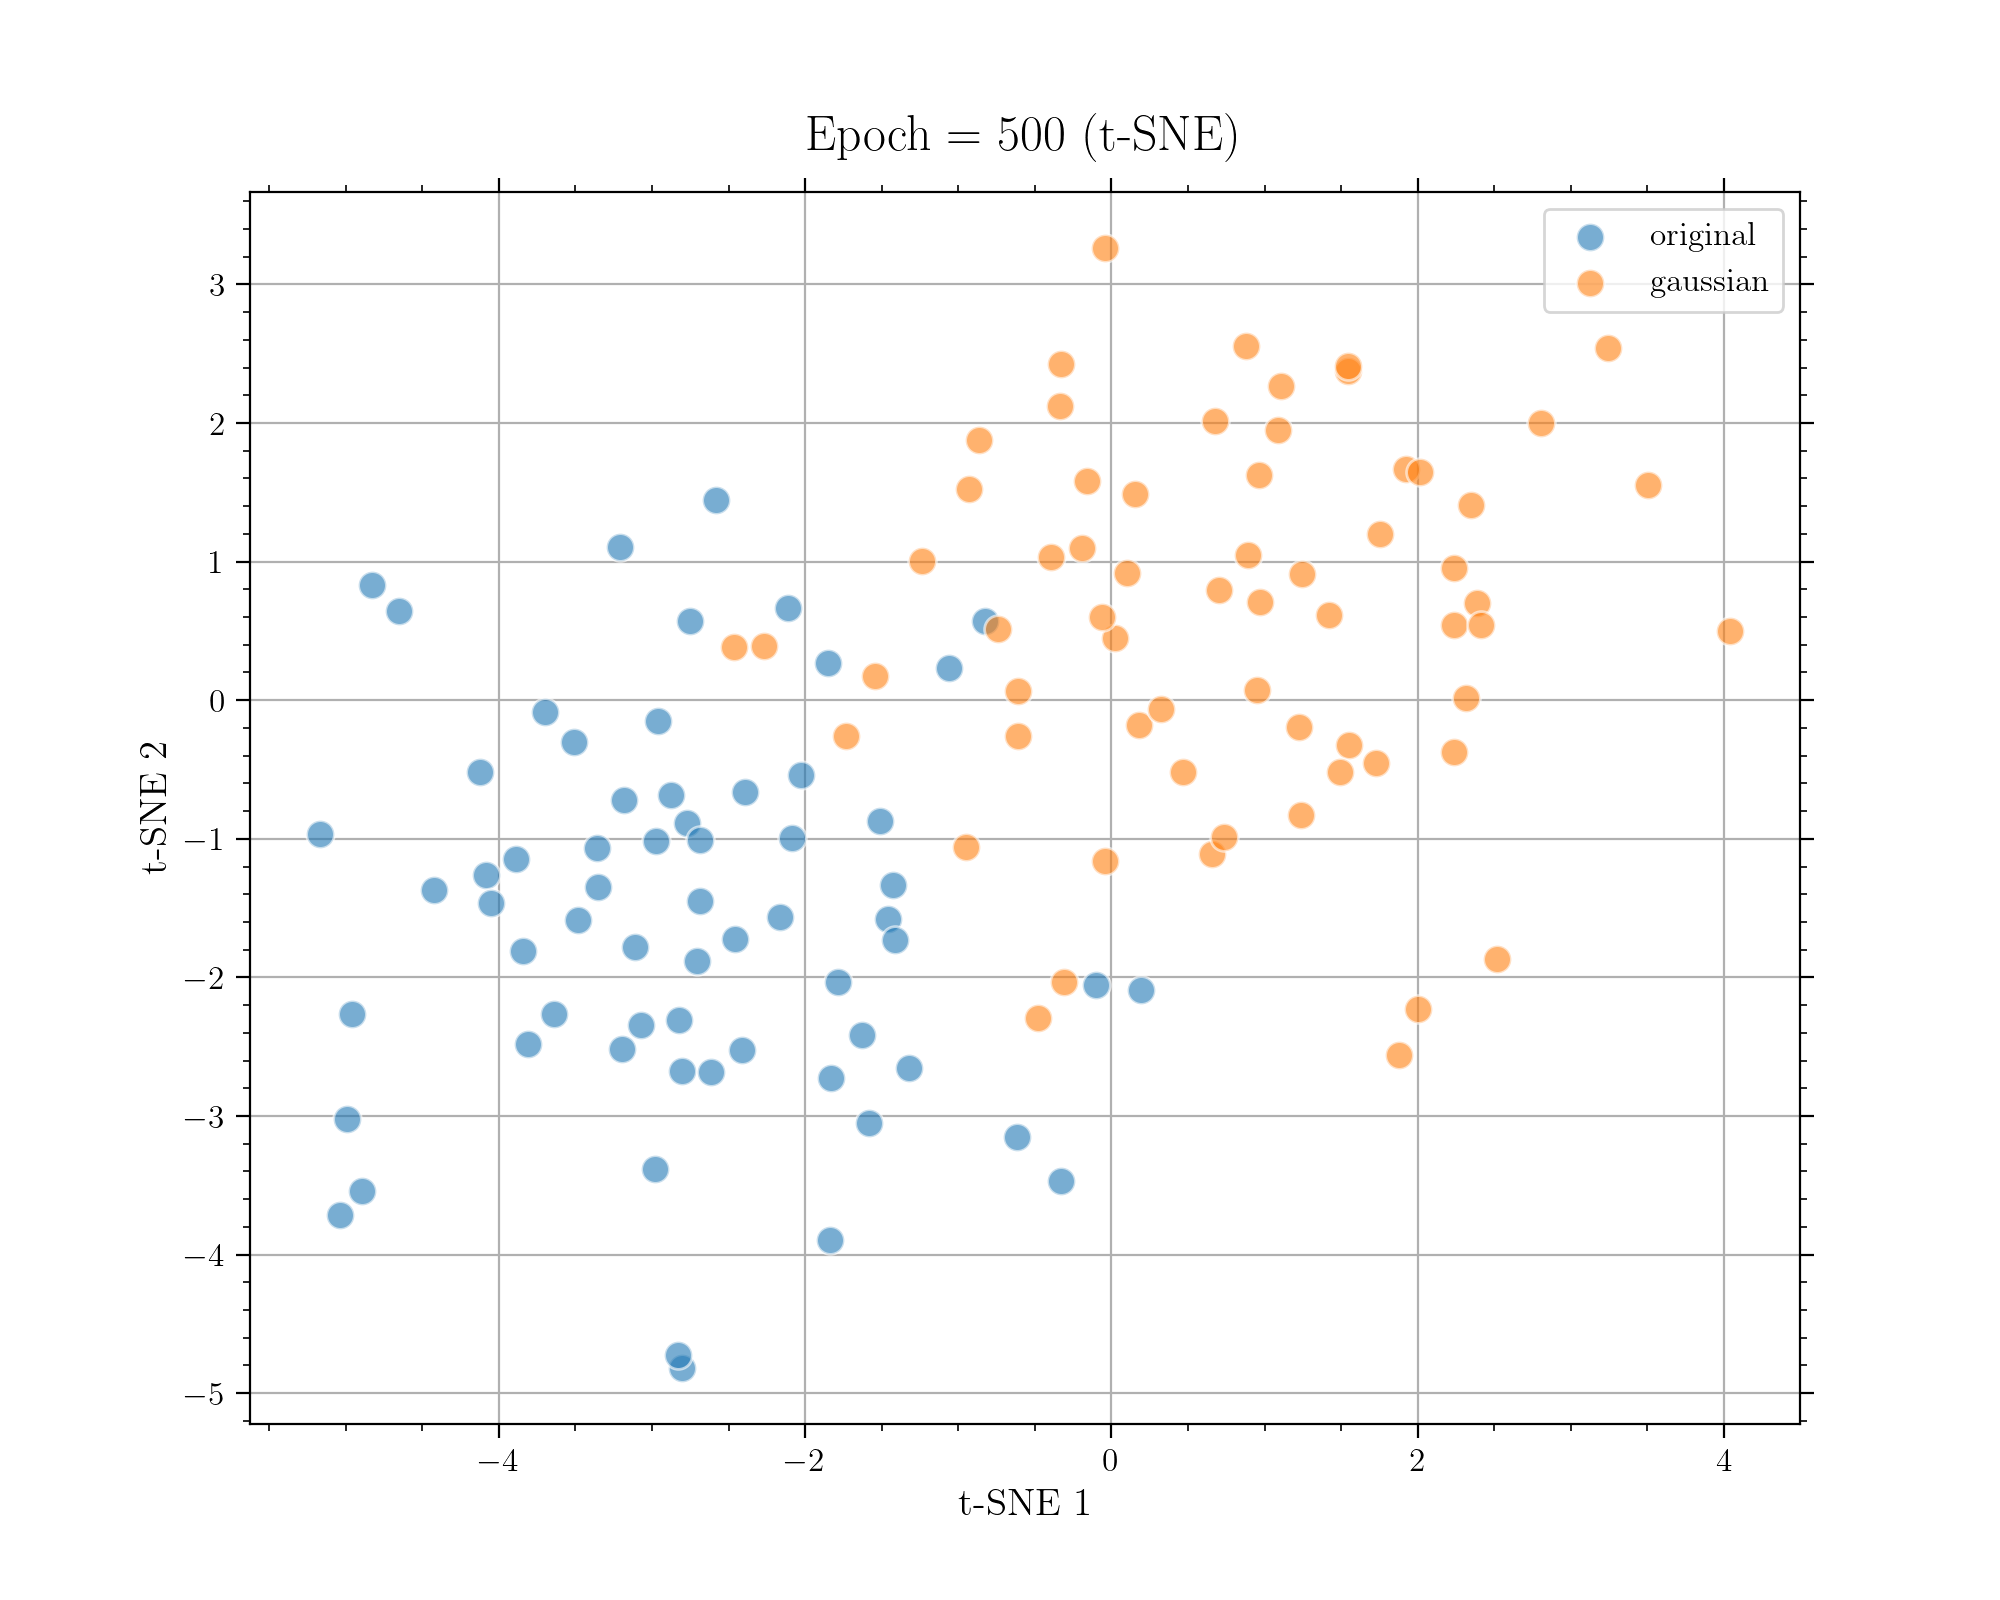 Epoch = 500 (t-SNE)
original
gaussian
3
2
1
0
−1
−2
−3
−4
−5
t-SNE 2
−4
−2
0
2
4
t-SNE 1